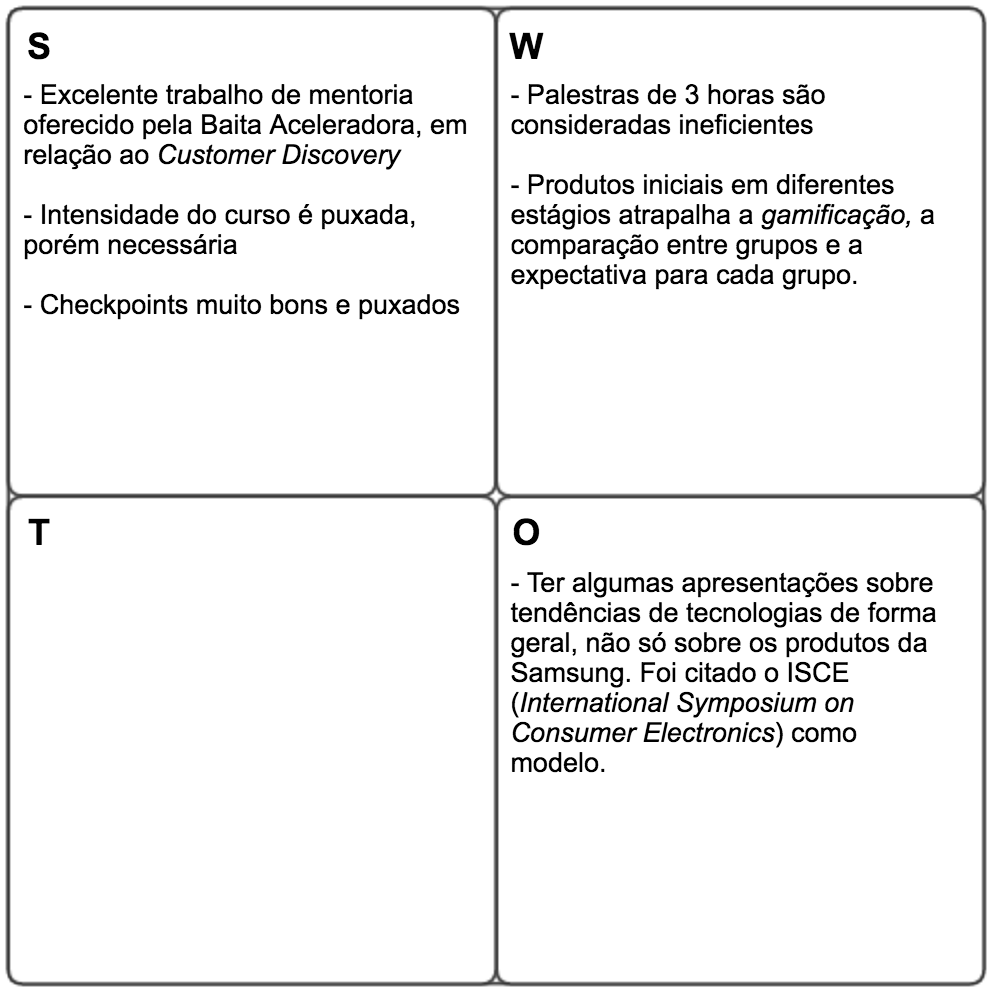 S
- Excelente trabalho de mentoria
oferecido pela Baita Aceleradora, em
relação ao Customer Discovery
- Intensidade do curso é puxada,
porém necessária
- Checkpoints muito bons e puxados
W
- Palestras de 3 horas são
consideradas ineficientes
- Produtos iniciais em diferentes
estágios atrapalha a gamificação, a
comparação entre grupos e a
expectativa para cada grupo.
T
O
- Ter algumas apresentações sobre
tendências de tecnologias de forma
geral, não só sobre os produtos da
Samsung. Foi citado o ISCE
(International Symposium on
Consumer Electronics) como
modelo.